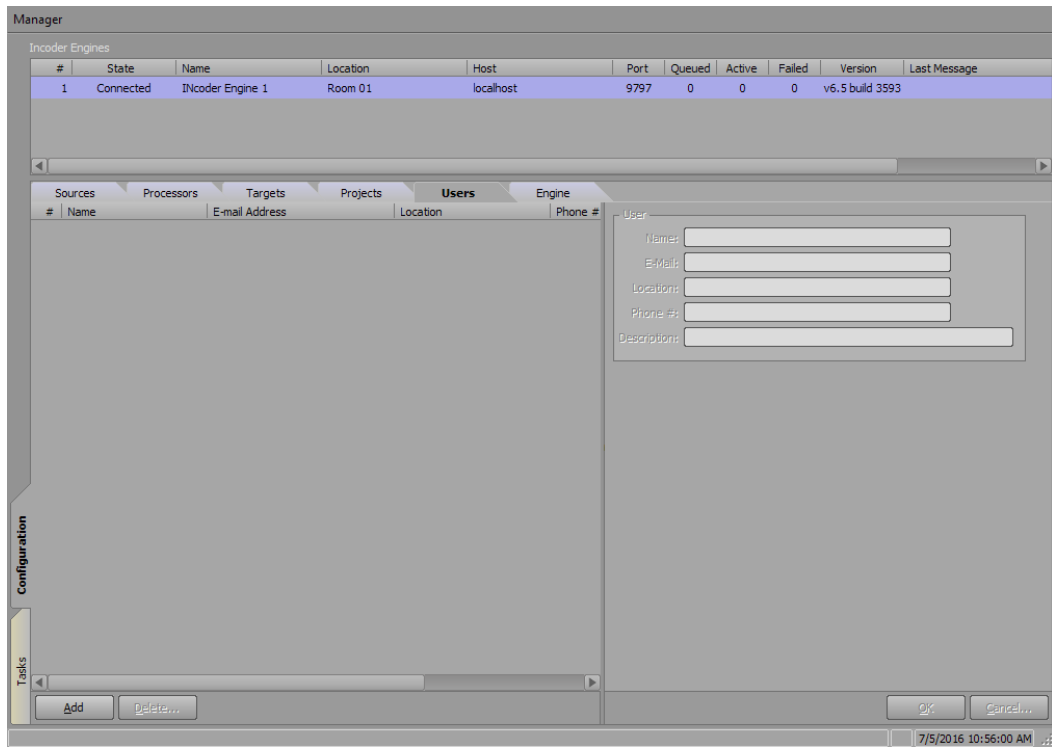 Manager
Incoder Engines
# State Name Location Host Port Queued Active Failed Version Last Message
1 Connected INcoder Engine 1 Room 01 localhost 9797 0 0 0 v6.5 build 3593
Sources Processors Targets Projects Users Engine
# Name E-mail Address Location Phone #
User
Name:
E-Mail:
Location:
Phone #:
Description:
Configuration
Tasks
Add Delete... OK Cancel...
7/5/2016 10:56:00 AM